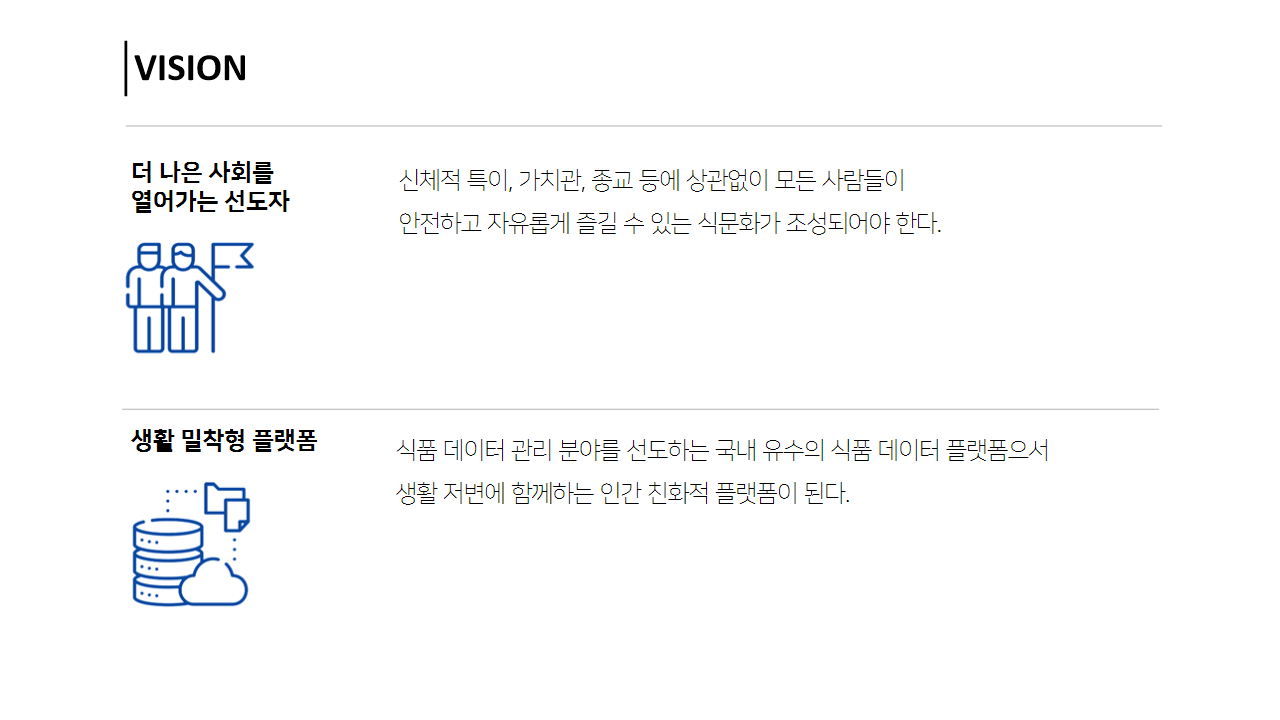 VISION
더 나은 사회를
열어가는 선도자
신체적 특이, 가치관, 종교 등에 상관없이 모든 사람들이
안전하고 자유롭게 즐길 수 있는 식문화가 조성되어야 한다.
생활 밀착형 플랫폼
식품 데이터 관리 분야를 선도하는 국내 유수의 식품 데이터 플랫폼으서
생활 저변에 함께하는 인간 친화적 플랫폼이 된다.